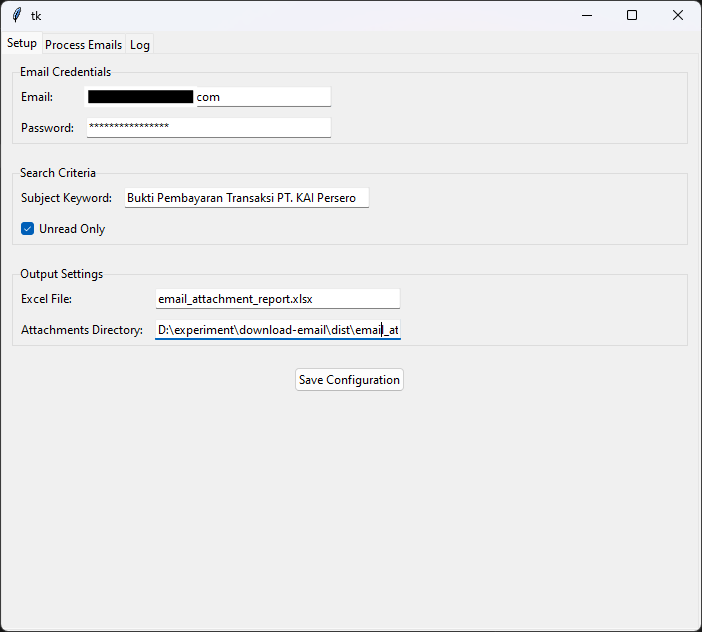 tk
Setup Process Emails Log
Email Credentials
Email: com
Password: ****************
Search Criteria
Subject Keyword: Bukti Pembayaran Transaksi PT. KAI Persero
Unread Only
Output Settings
Excel File: email_attachment_report.xlsx
Attachments Directory: D:\experiment\download-email\dist\email_at
Save Configuration